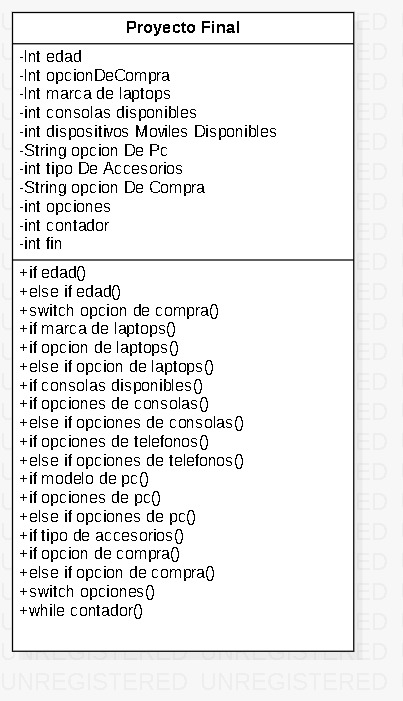 Proyecto Final
-Int edad
-Int opcionDeCompra
-Int marca de laptops
-int consolas disponibles
-int dispositivos Moviles Disponibles
-String opcion De Pc
-int tipo De Accesorios
-String opcion De Compra
-int opciones
-int contador
-int fin
+if edad()
+else if edad()
+switch opcion de compra()
+if marca de laptops()
+if opcion de laptops()
+else if opcion de laptops()
+if consolas disponibles()
+if opciones de consolas()
+else if opciones de consolas()
+if opciones de telefonos()
+else if opciones de telefonos()
+if modelo de pc()
+if opciones de pc()
+else if opciones de pc()
+if tipo de accesorios()
+if opcion de compra()
+else if opcion de compra()
+switch opciones()
+while contador()
UNREGISTERED UNREGISTERED